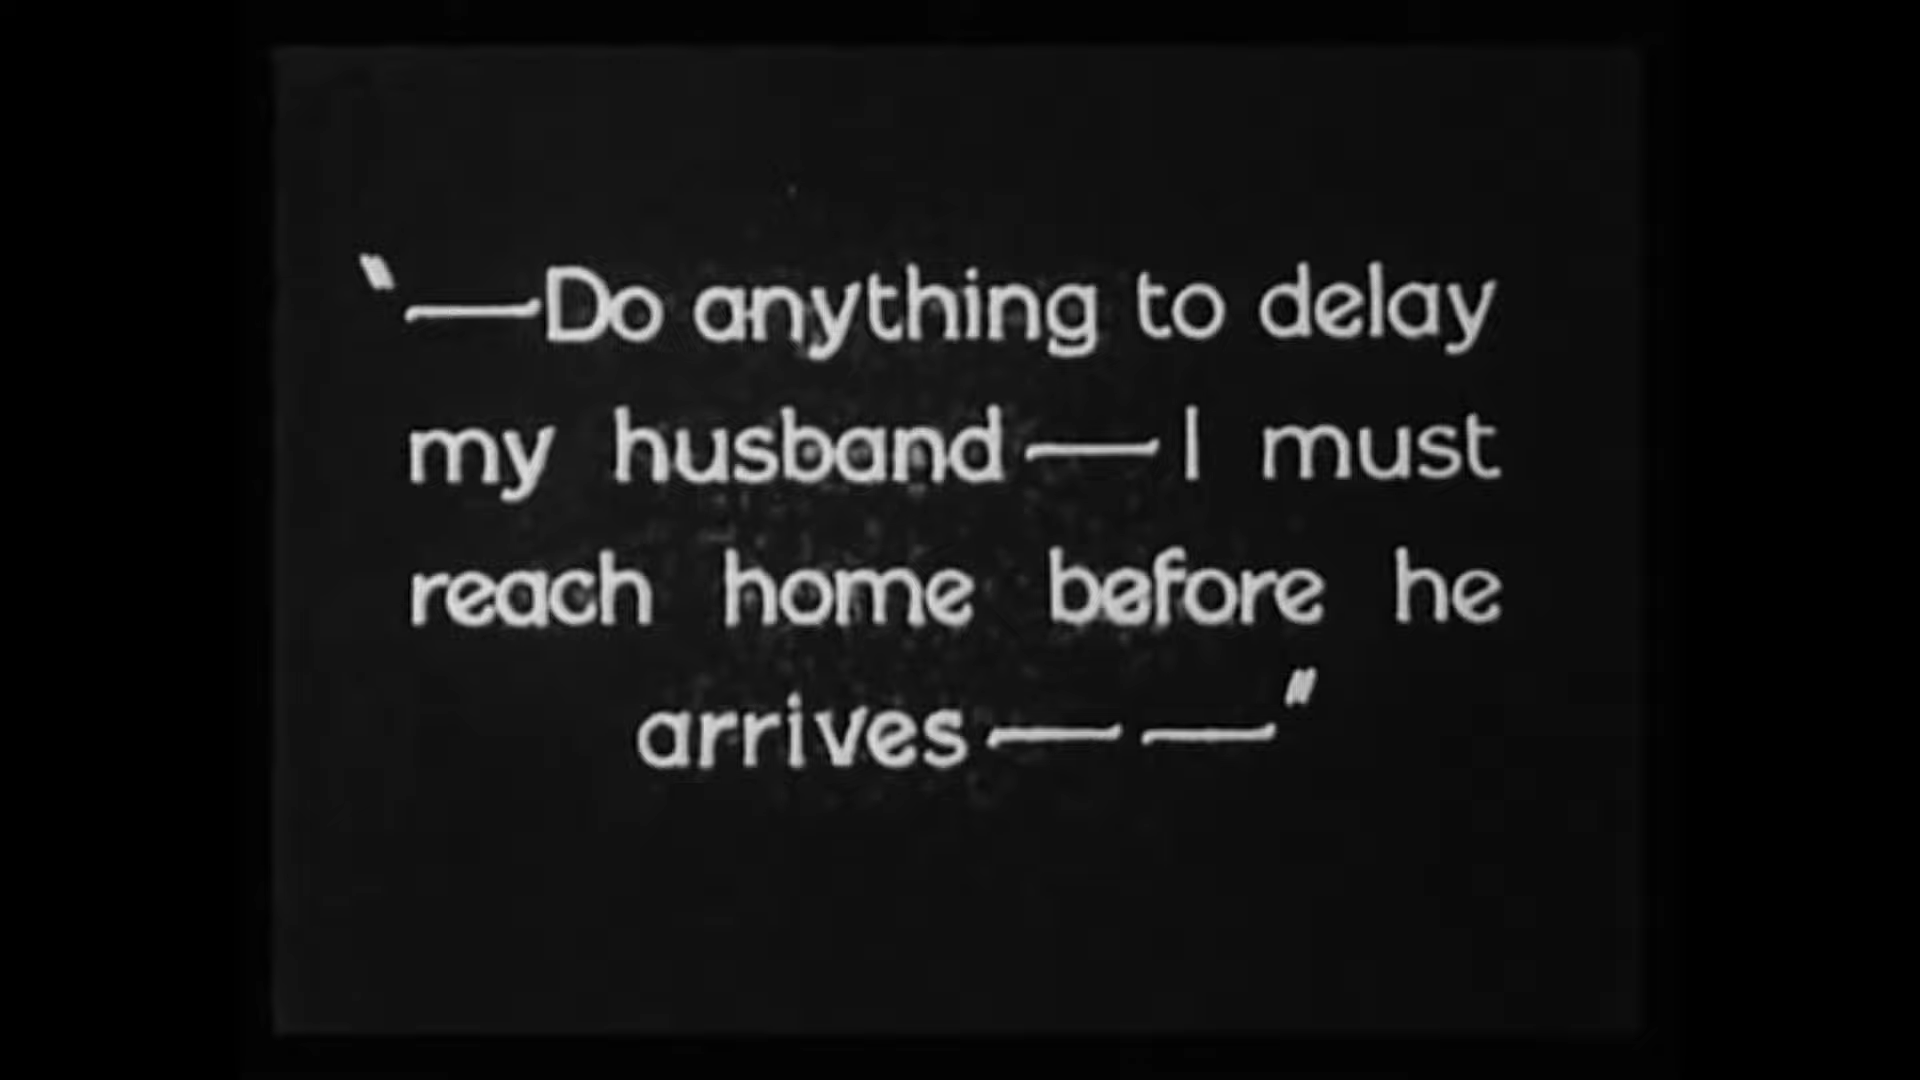 "—Do anything to delay
my husband—I must
reach home before he
arrives— —"